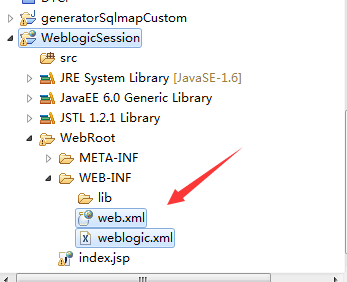 generatorSqlmapCustom
WeblogicSession
src
JRE System Library [JavaSE-1.6]
JavaEE 6.0 Generic Library
JSTL 1.2.1 Library
WebRoot
META-INF
WEB-INF
lib
web.xml
weblogic.xml
index.jsp